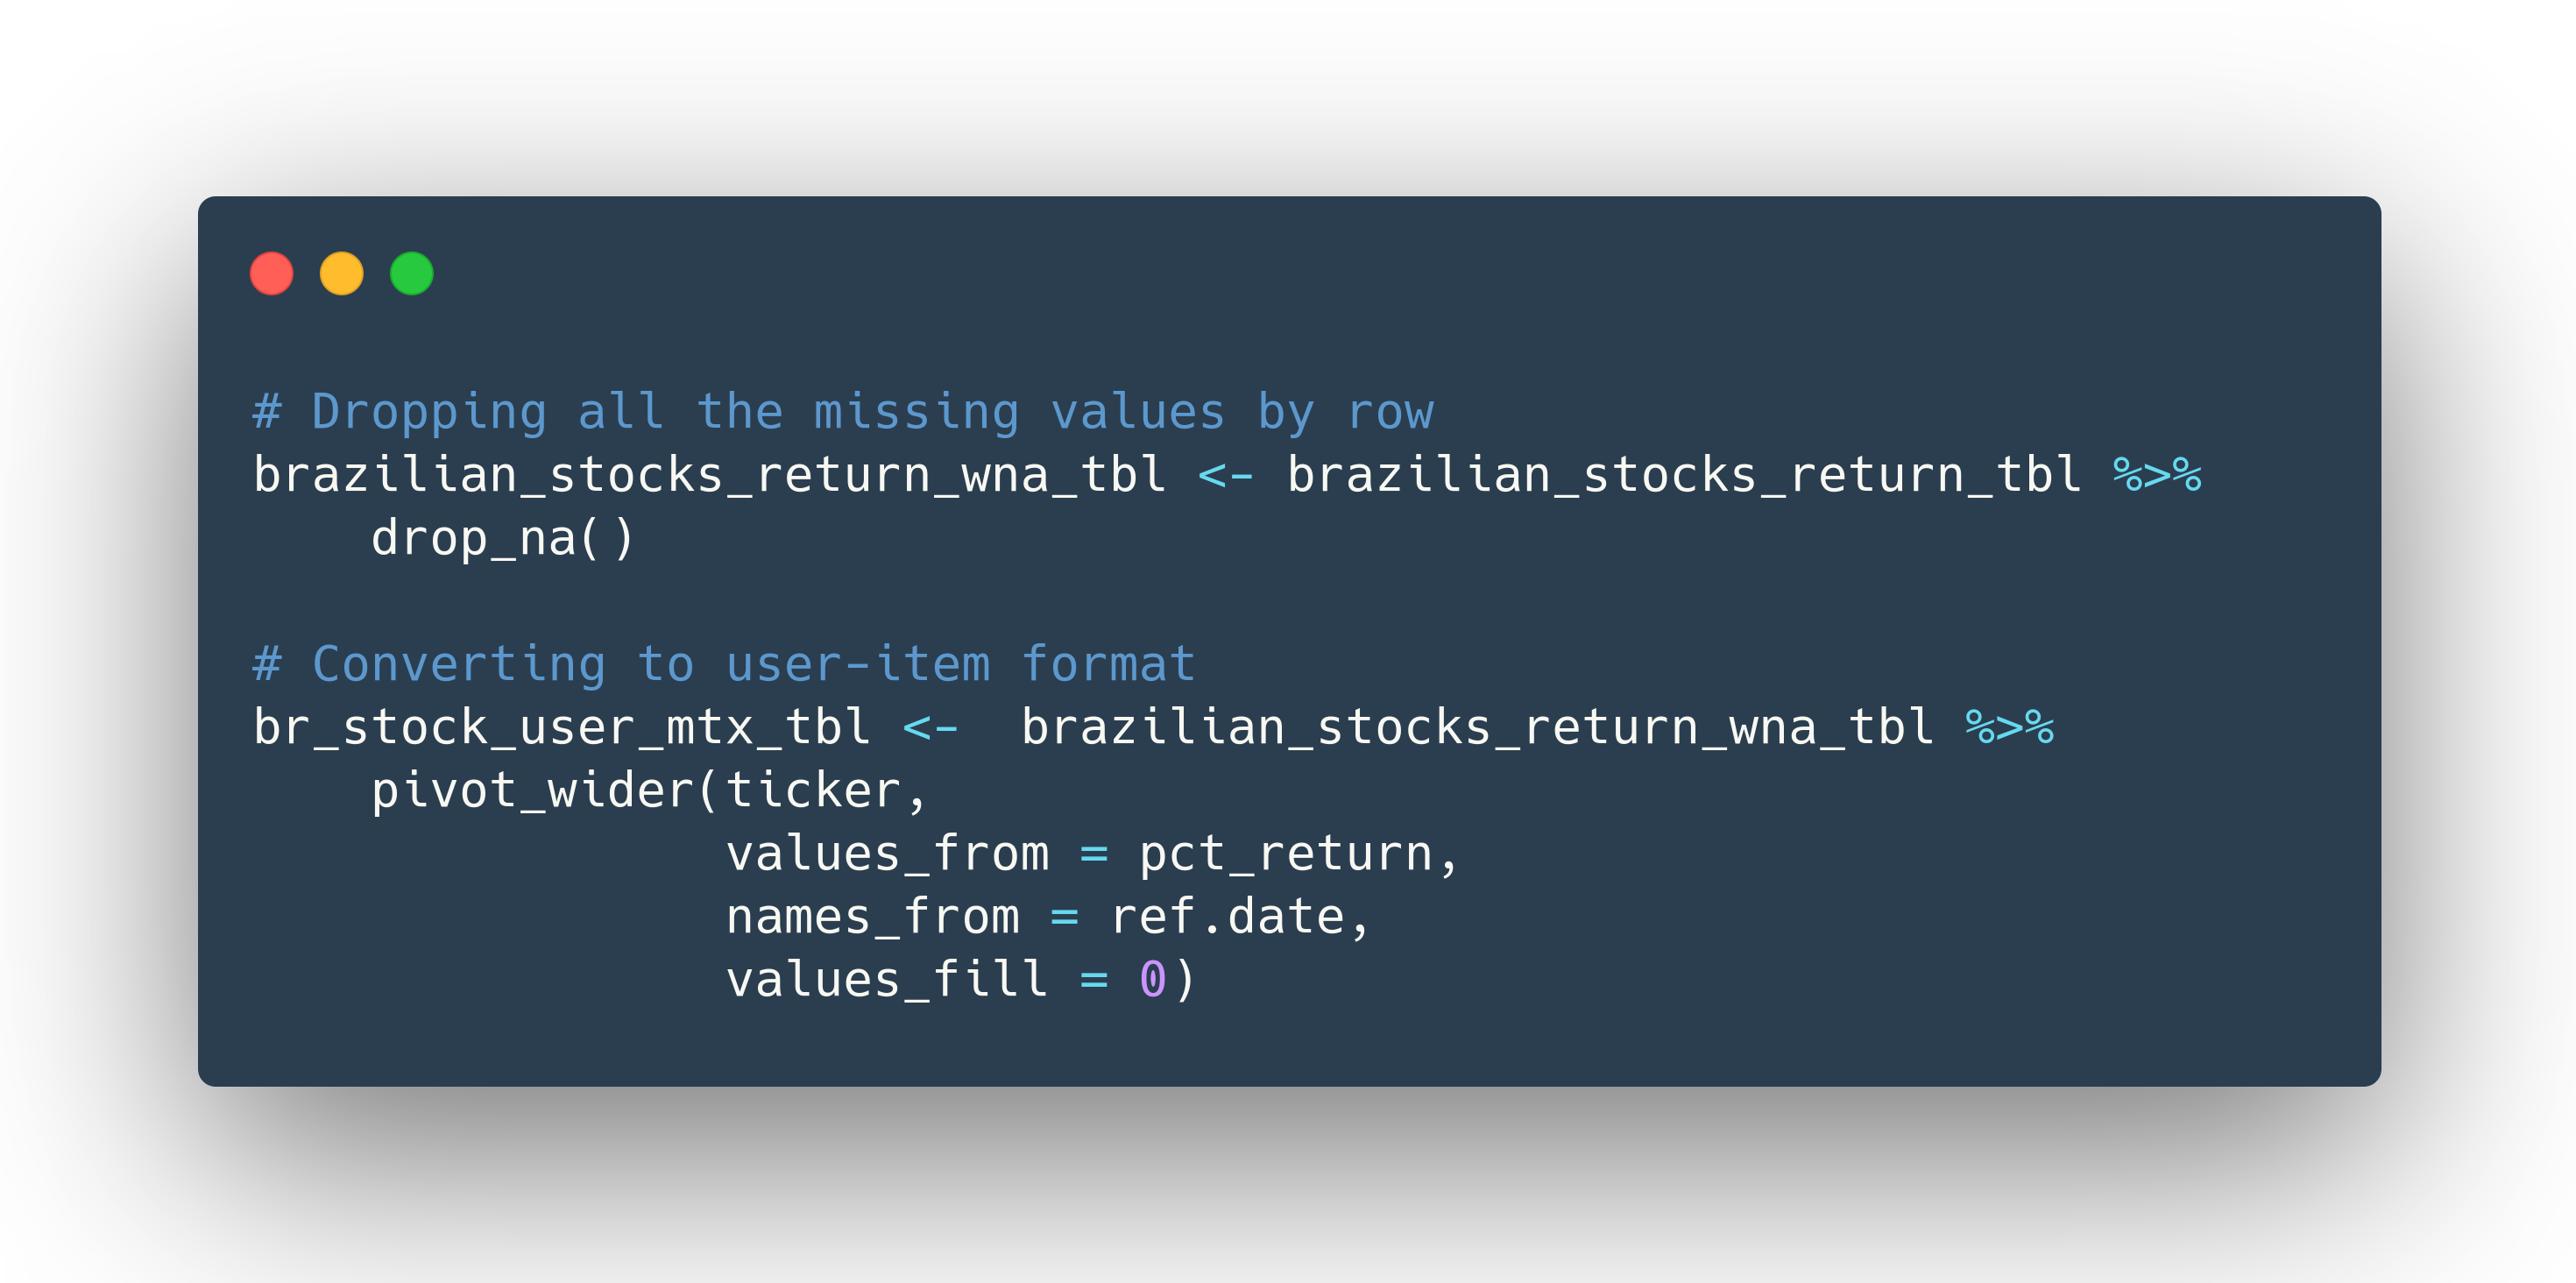 # Dropping all the missing values by row
brazilian_stocks_return_wna_tbl <- brazilian_stocks_return_tbl %>%
    drop_na()
# Converting to user-item format
br_stock_user_mtx_tbl <-  brazilian_stocks_return_wna_tbl %>%
    pivot_wider(ticker,
                values_from = pct_return,
                names_from = ref.date,
                values_fill = 0)